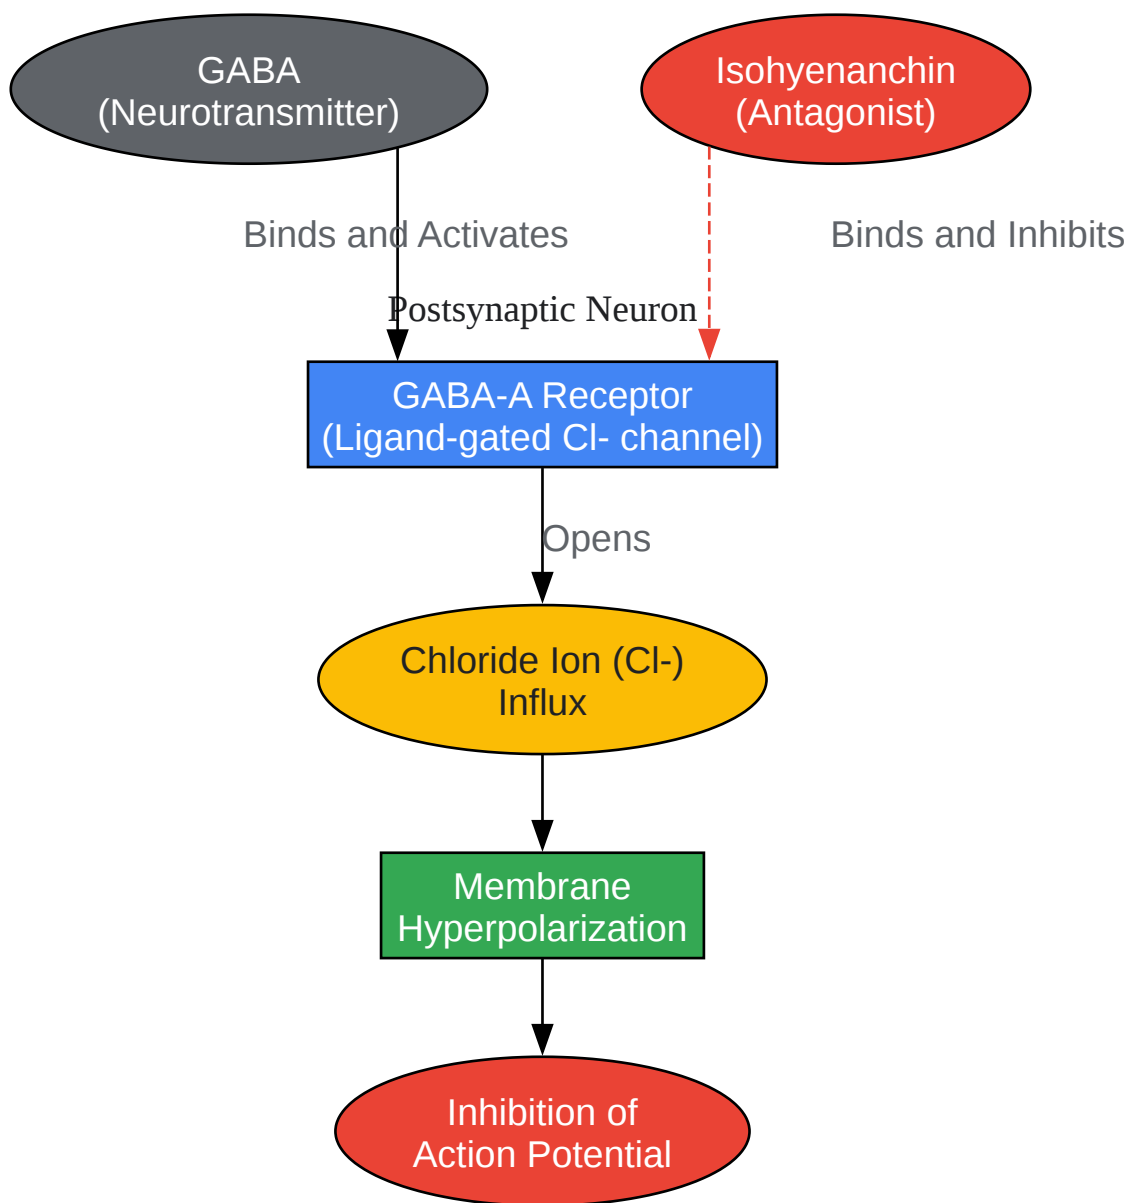 GABA
(Neurotransmitter)
Isohyenanchin
(Antagonist)
Binds and Activates
Binds and Inhibits
Postsynaptic Neuron
GABA-A Receptor
(Ligand-gated Cl- channel)
Opens
Chloride Ion (Cl-)
Influx
Membrane
Hyperpolarization
Inhibition of
Action Potential